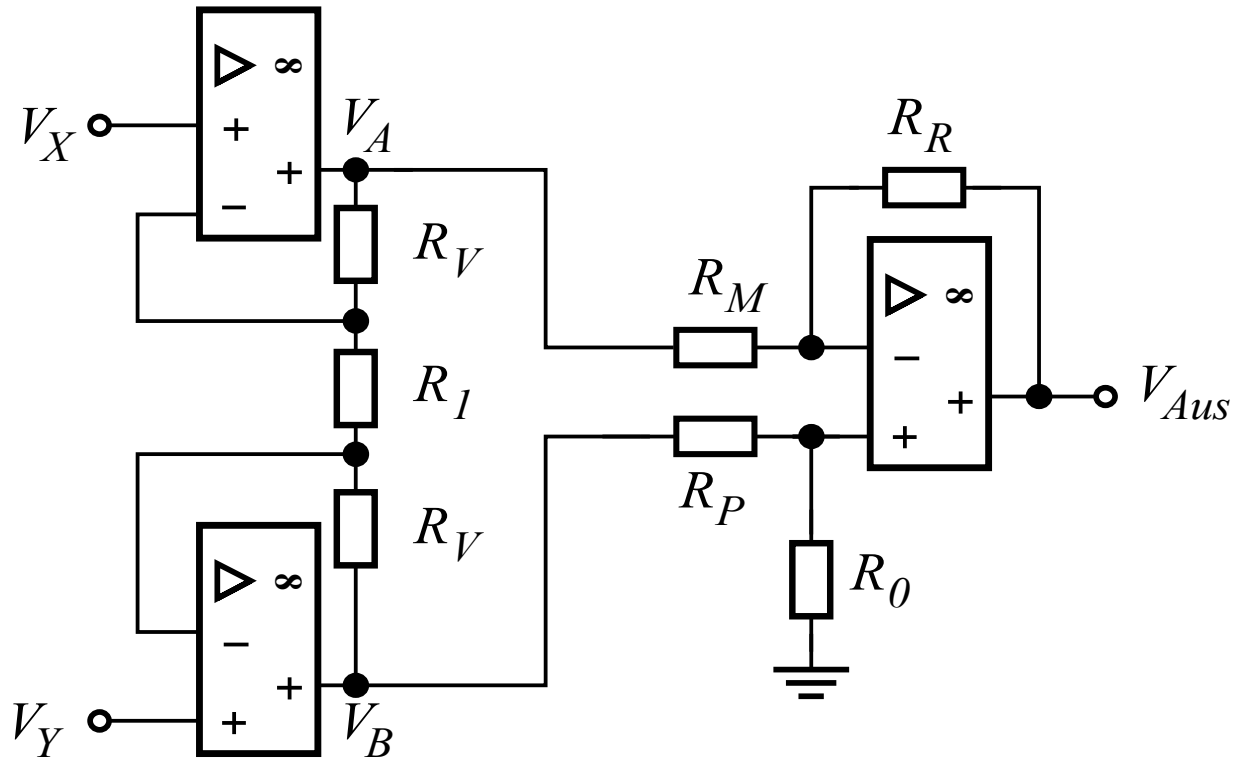 ∞
V_X
+
V_A
+
−
R_V
R_R
R_M
∞
R_1
−
+
V_Aus
+
R_P
R_V
∞
R_0
−
+
V_Y
+
V_B